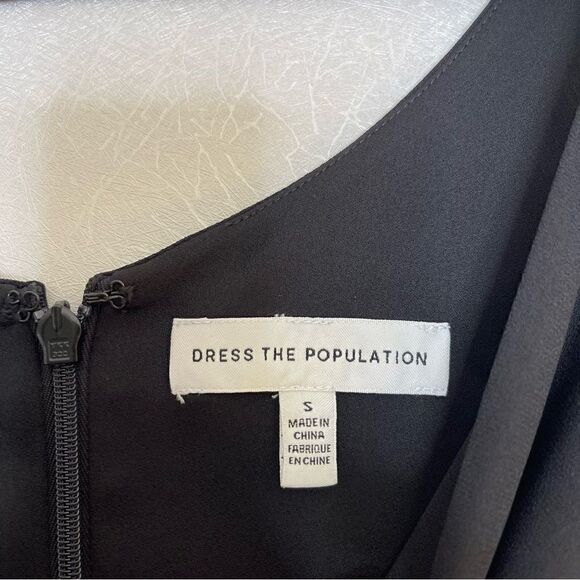 DRESS THE POPULATION
S
MADE IN
CHINA
FABRIQUE
EN CHINE